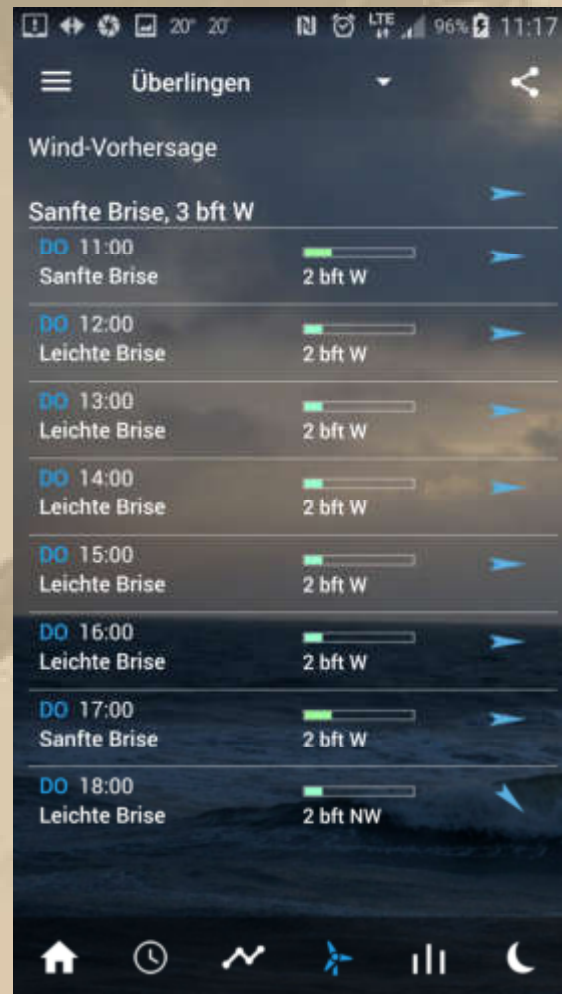 20° 20° LTE 96% 11:17
Überlingen
Wind-Vorhersage
Sanfte Brise, 3 bft W
DO 11:00
Sanfte Brise 2 bft W
DO 12:00
Leichte Brise 2 bft W
DO 13:00
Leichte Brise 2 bft W
DO 14:00
Leichte Brise 2 bft W
DO 15:00
Leichte Brise 2 bft W
DO 16:00
Leichte Brise 2 bft W
DO 17:00
Sanfte Brise 2 bft W
DO 18:00
Leichte Brise 2 bft NW